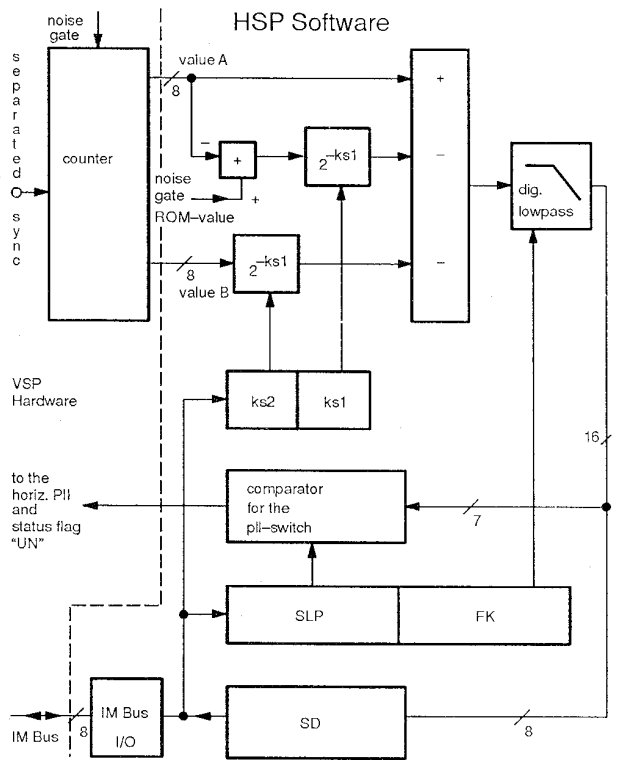 HSP Software
noise
gate
separated sync
counter
value A
8
–
+
2–ks1
noise
gate
+
ROM–value
8
2–ks1
value B
+
–
–
dig.
lowpass
VSP
Hardware
ks2
ks1
16
to the
horiz. Pll
and
status flag
"UN"
comparator
for the
pll–switch
7
SLP
FK
IM Bus
8
IM Bus
I/O
SD
8